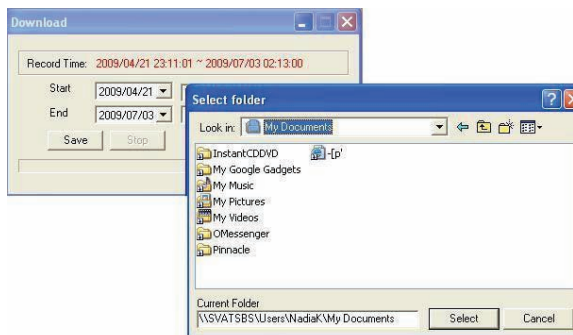 Download
Record Time: 2009/04/21 23:11:01 ~ 2009/07/03 02:13:00
Start 2009/04/21
End 2009/07/03
Save Stop
Select folder
Look in: My Documents
InstantCDDVD -[p'
My Google Gadgets
My Music
My Pictures
My Videos
OMessenger
Pinnacle
Current Folder
\\SVATSBS\Users\NadiaK\My Documents Select Cancel